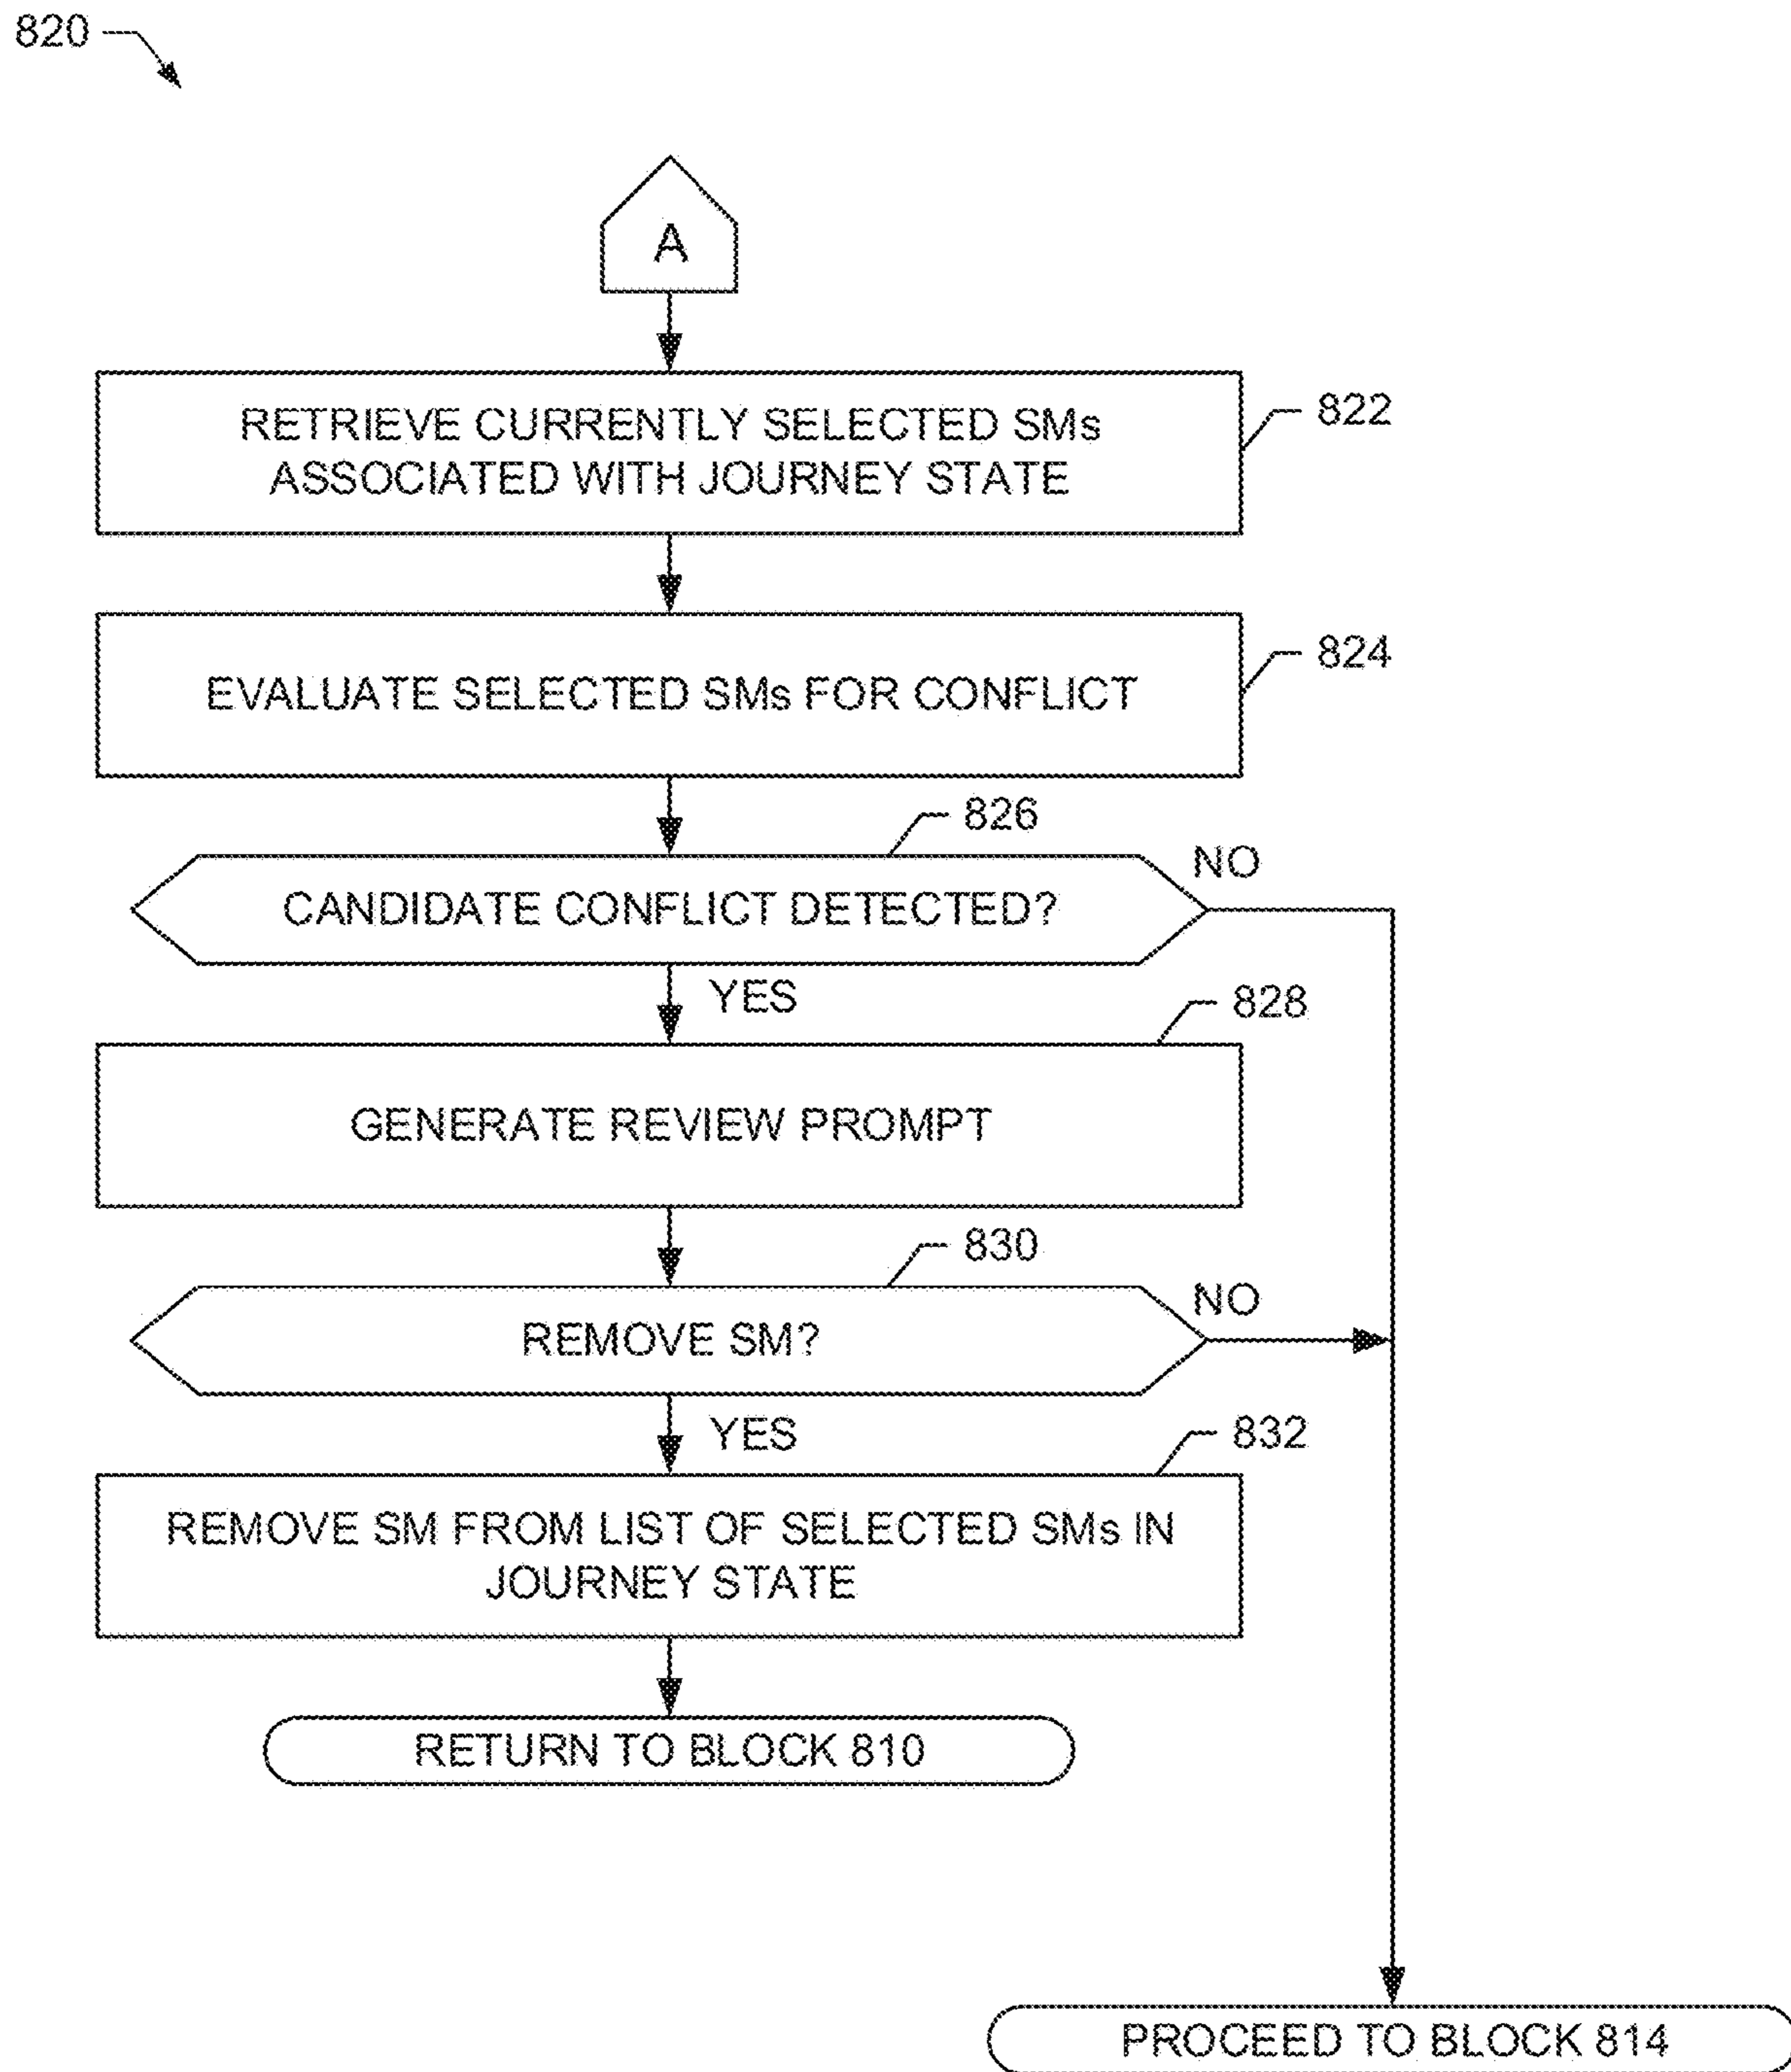 820
A
RETRIEVE CURRENTLY SELECTED SMs
ASSOCIATED WITH JOURNEY STATE
822
EVALUATE SELECTED SMs FOR CONFLICT
824
826
CANDIDATE CONFLICT DETECTED?
NO
YES
828
GENERATE REVIEW PROMPT
830
REMOVE SM?
NO
YES
832
REMOVE SM FROM LIST OF SELECTED SMs IN
JOURNEY STATE
RETURN TO BLOCK 810
PROCEED TO BLOCK 814